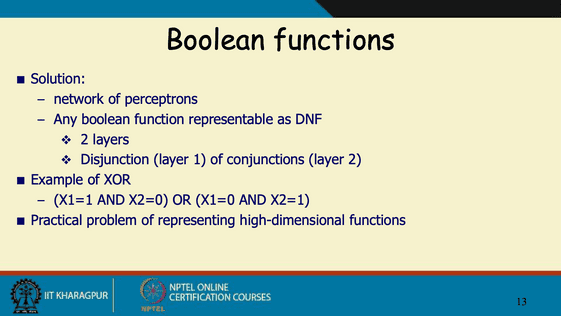 Boolean functions
Solution:
– network of perceptrons
– Any boolean function representable as DNF
❖ 2 layers
❖ Disjunction (layer 1) of conjunctions (layer 2)
Example of XOR
– (X1=1 AND X2=0) OR (X1=0 AND X2=1)
Practical problem of representing high-dimensional functions
IIT KHARAGPUR
NPTEL ONLINE
CERTIFICATION COURSES
NPTEL
13